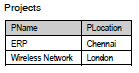 Projects
PName PLocation
ERP Chennai
Wireless Network London